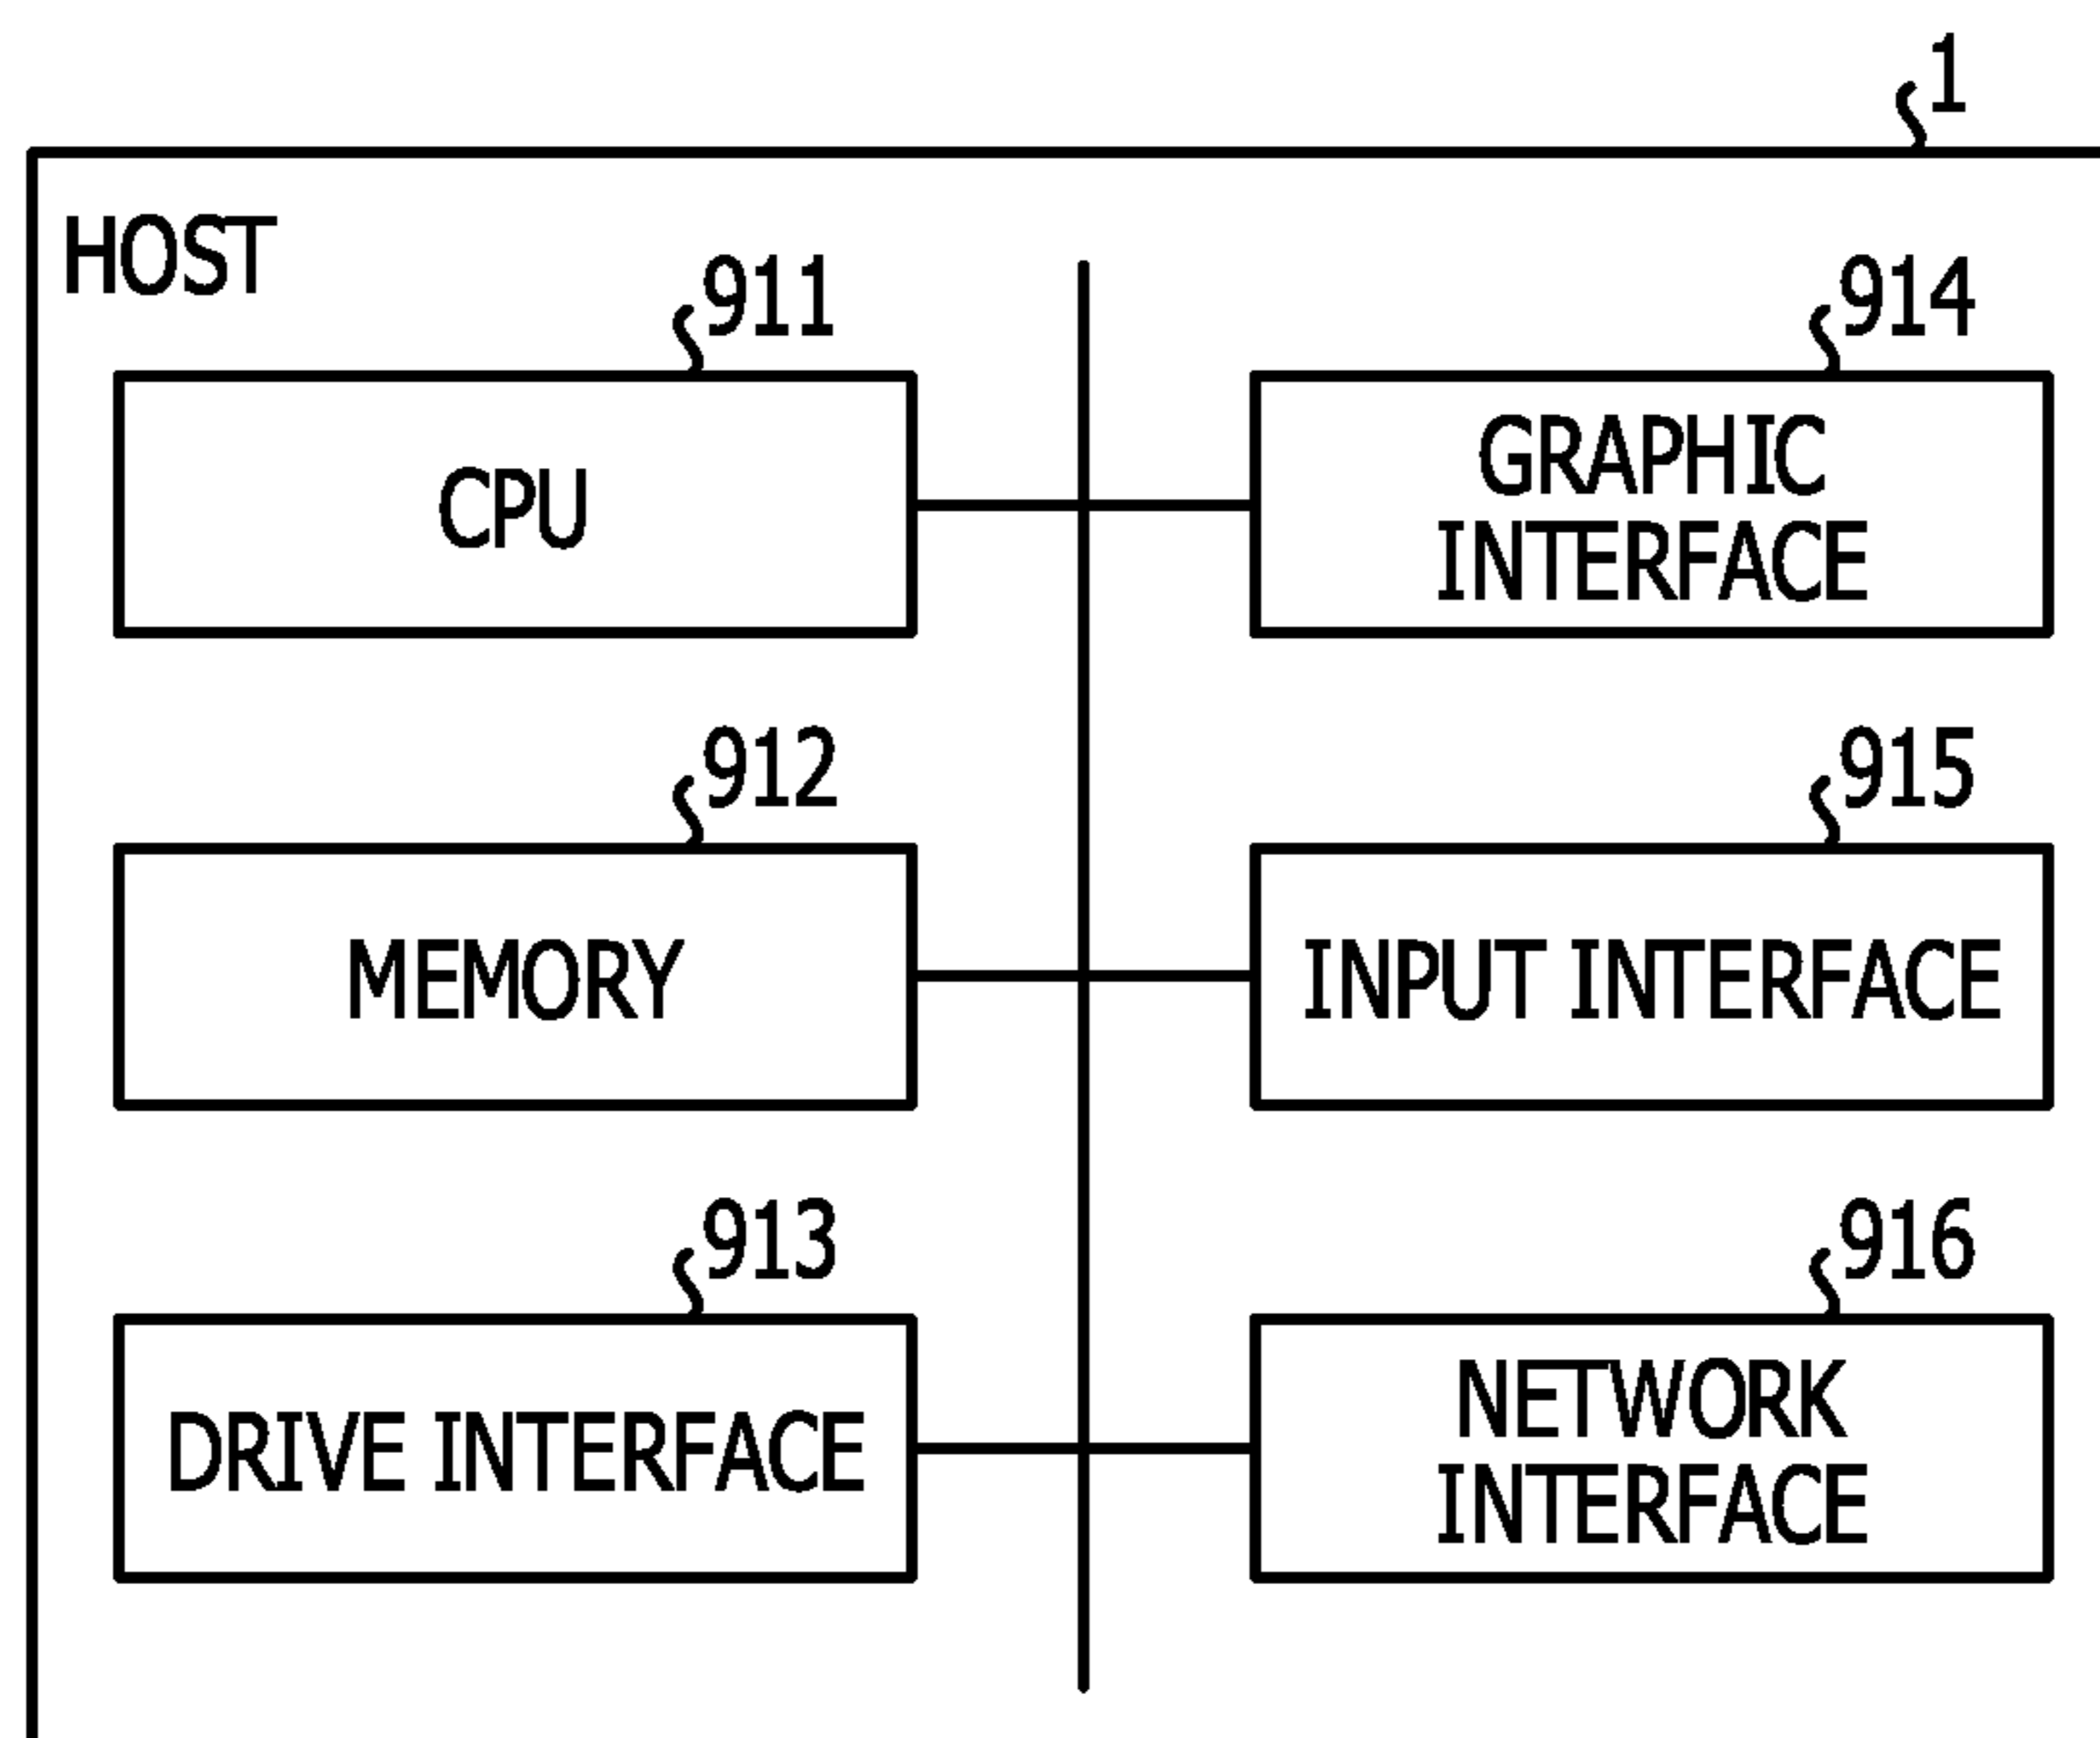 1
HOST
911
CPU
914
GRAPHIC
INTERFACE
912
MEMORY
915
INPUT INTERFACE
913
DRIVE INTERFACE
916
NETWORK
INTERFACE